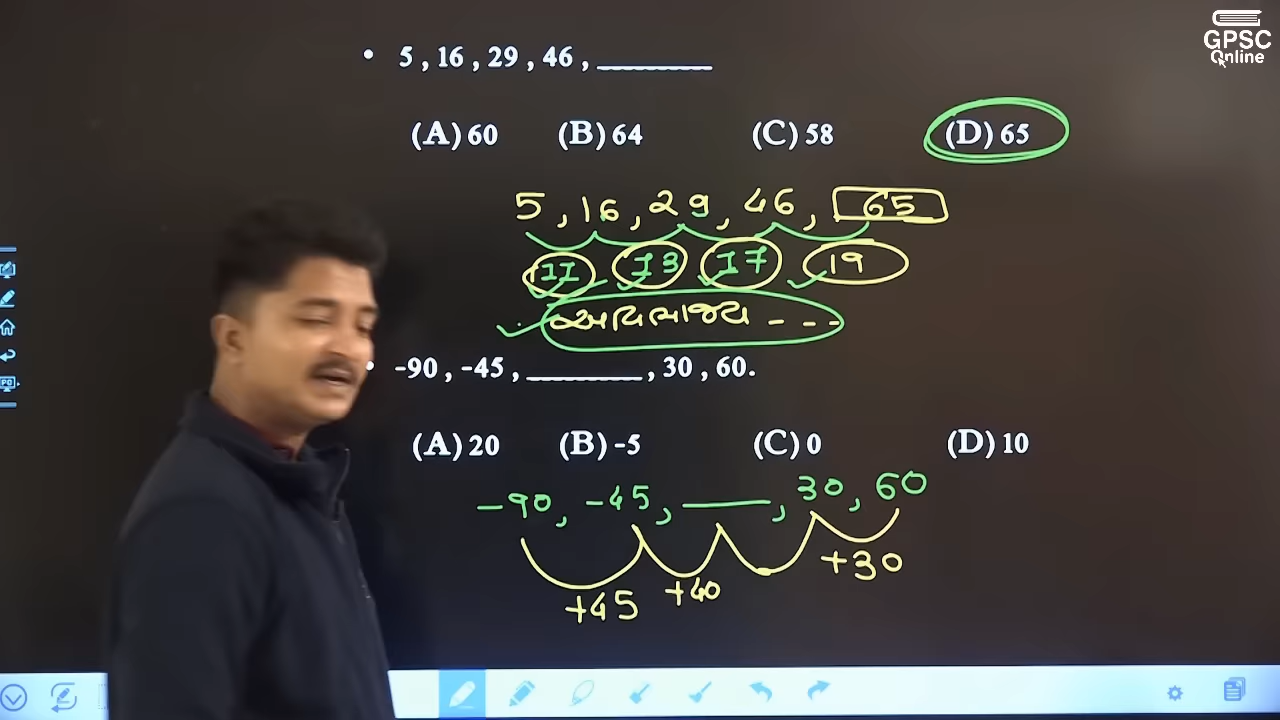 GPSC
Online
• 5 , 16 , 29 , 46 , ________
(A) 60 (B) 64 (C) 58 (D) 65
5 , 16 , 29 , 46 , 65
11 13 17 19
અવિભાજ્ય - - -
• -90 , -45 , ________ , 30 , 60.
(A) 20 (B) -5 (C) 0 (D) 10
-90 , -45 , ____ , 30 , 60
+45 +40 +30